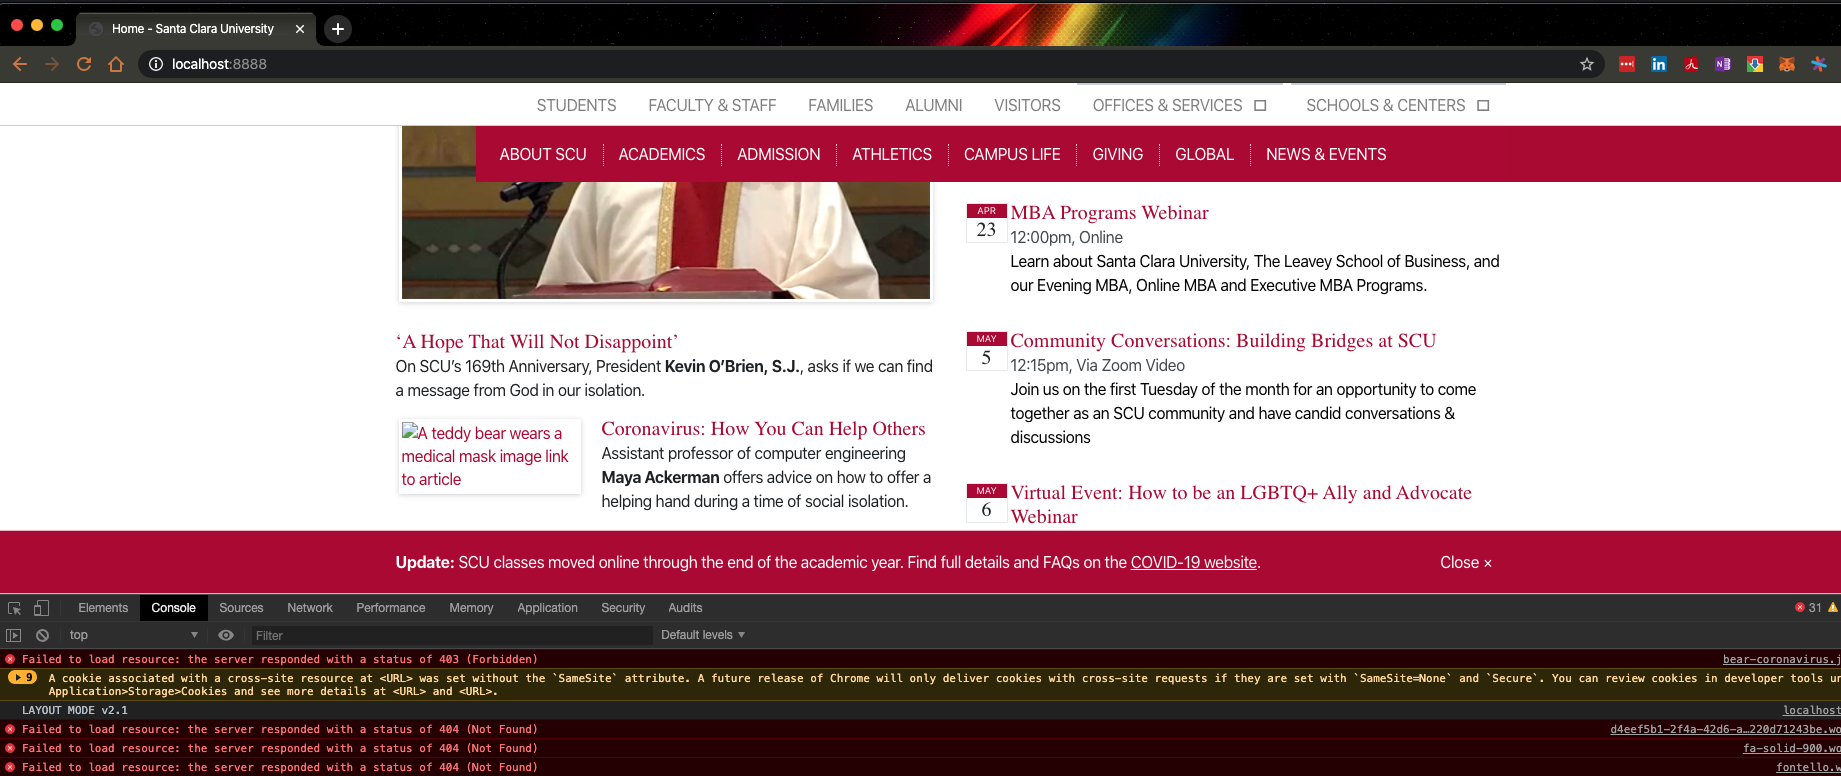 Home - Santa Clara University
localhost:8888
STUDENTS FACULTY & STAFF FAMILIES ALUMNI VISITORS OFFICES & SERVICES SCHOOLS & CENTERS
ABOUT SCU ACADEMICS ADMISSION ATHLETICS CAMPUS LIFE GIVING GLOBAL NEWS & EVENTS
‘A Hope That Will Not Disappoint’
On SCU’s 169th Anniversary, President Kevin O’Brien, S.J., asks if we can find
a message from God in our isolation.
A teddy bear wears a
medical mask image link
to article
Coronavirus: How You Can Help Others
Assistant professor of computer engineering
Maya Ackerman offers advice on how to offer a
helping hand during a time of social isolation.
APR
23
MBA Programs Webinar
12:00pm, Online
Learn about Santa Clara University, The Leavey School of Business, and
our Evening MBA, Online MBA and Executive MBA Programs.
MAY
5
Community Conversations: Building Bridges at SCU
12:15pm, Via Zoom Video
Join us on the first Tuesday of the month for an opportunity to come
together as an SCU community and have candid conversations &
discussions
MAY
6
Virtual Event: How to be an LGBTQ+ Ally and Advocate
Webinar
Update: SCU classes moved online through the end of the academic year. Find full details and FAQs on the COVID-19 website. Close ×
Elements Console Sources Network Performance Memory Application Security Audits 31
top Filter Default levels
Failed to load resource: the server responded with a status of 403 (Forbidden) bear-coronavirus.j
9 A cookie associated with a cross-site resource at <URL> was set without the `SameSite` attribute. A future release of Chrome will only deliver cookies with cross-site requests if they are set with `SameSite=None` and `Secure`. You can review cookies in developer tools un
Application>Storage>Cookies and see more details at <URL> and <URL>.
LAYOUT MODE v2.1 localhost
Failed to load resource: the server responded with a status of 404 (Not Found) d4eef5b1-2f4a-42d6-a…220d71243be.wo
Failed to load resource: the server responded with a status of 404 (Not Found) fa-solid-900.wo
Failed to load resource: the server responded with a status of 404 (Not Found) fontello.w